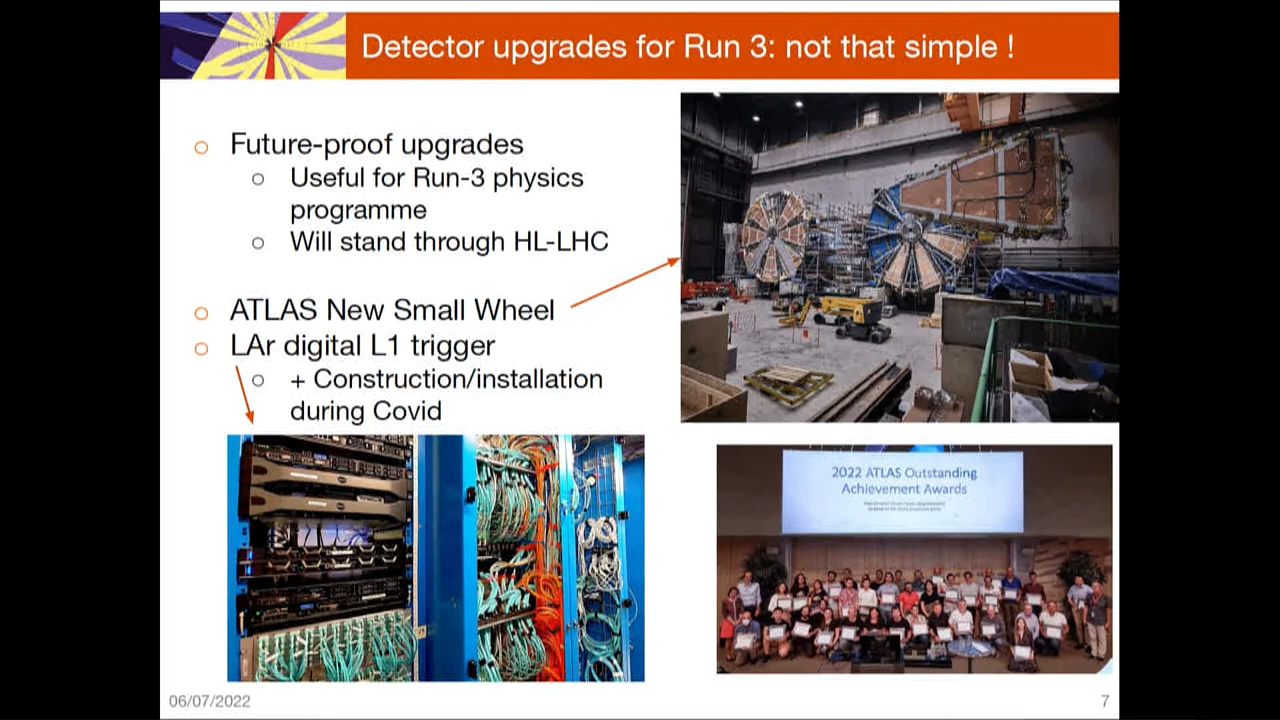 Detector upgrades for Run 3: not that simple !
o Future-proof upgrades
o Useful for Run-3 physics
programme
o Will stand through HL-LHC
o ATLAS New Small Wheel
o LAr digital L1 trigger
o + Construction/installation
during Covid
2022 ATLAS Outstanding
Achievement Awards
06/07/2022
7